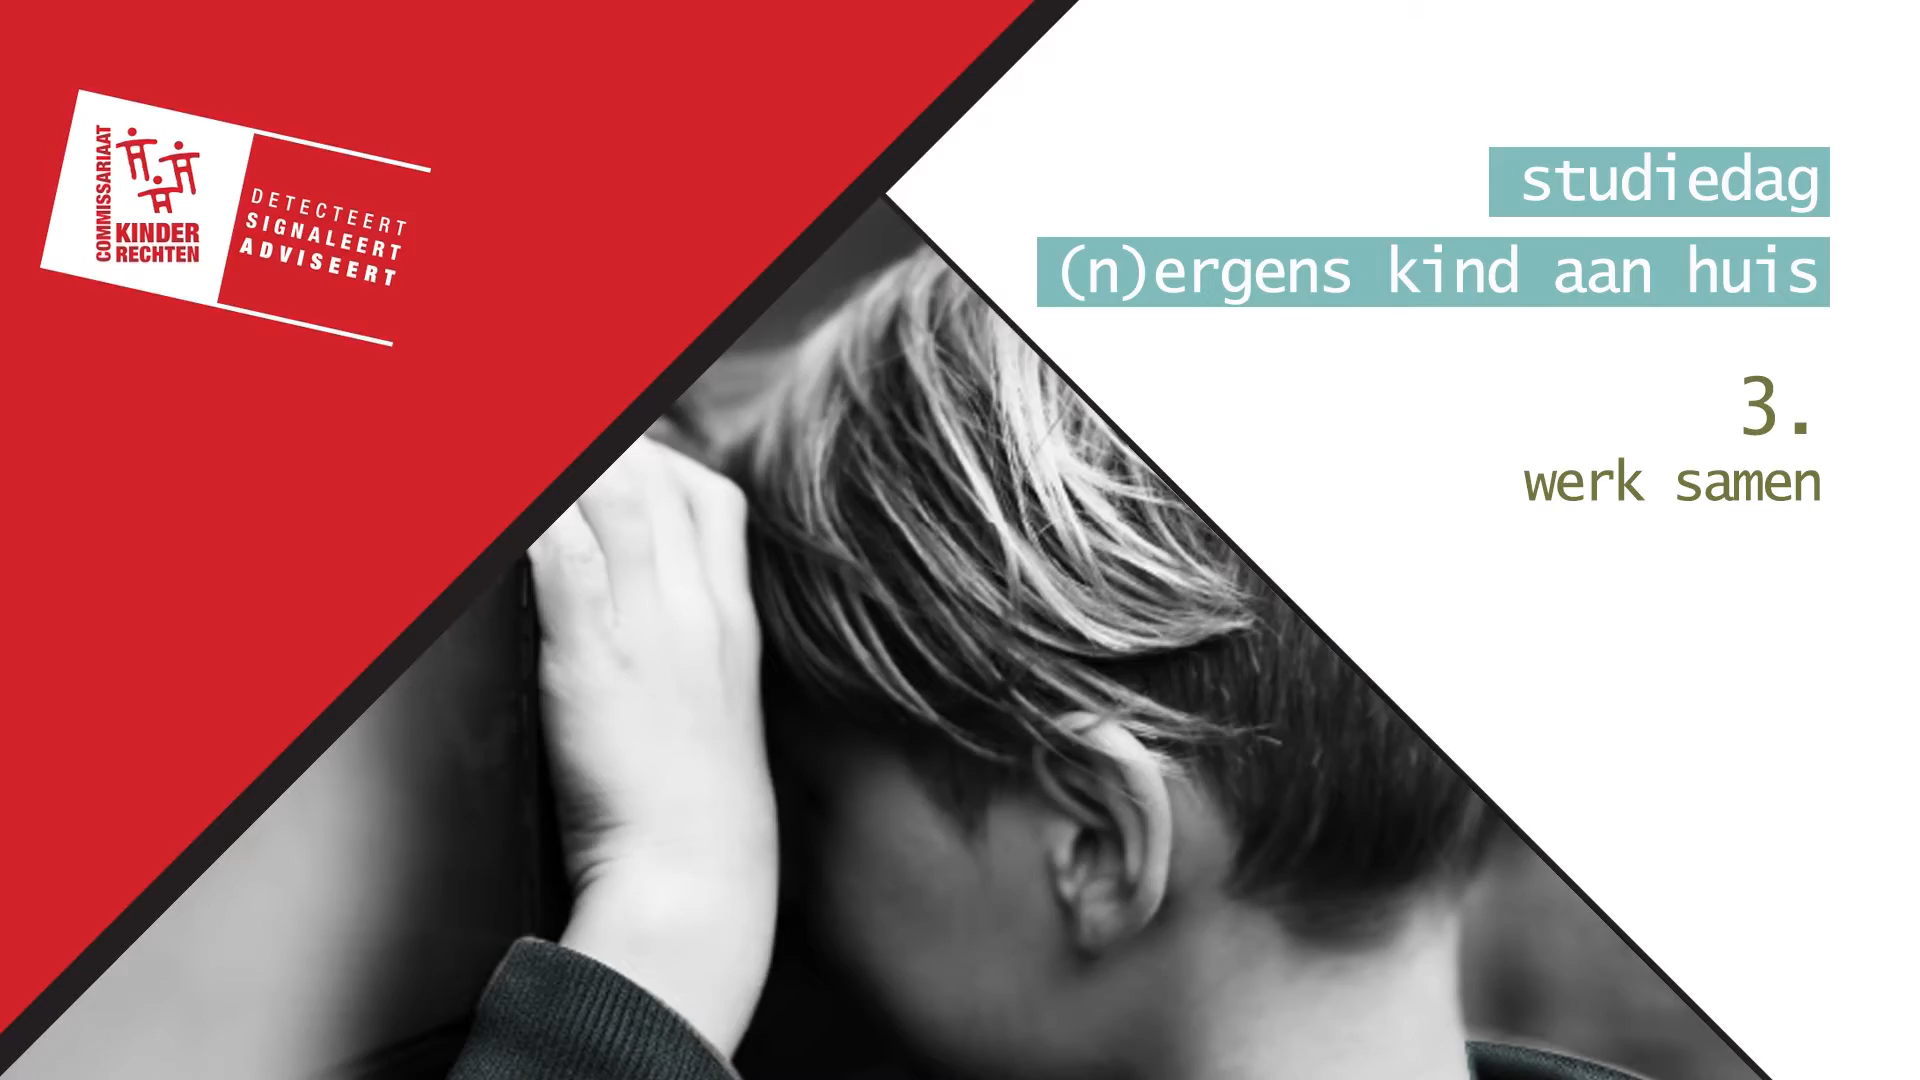 COMMISSARIAAT
KINDER
RECHTEN
DETECTEERT
SIGNALEERT
ADVISEERT
studiedag
(n)ergens kind aan huis
3.
werk samen